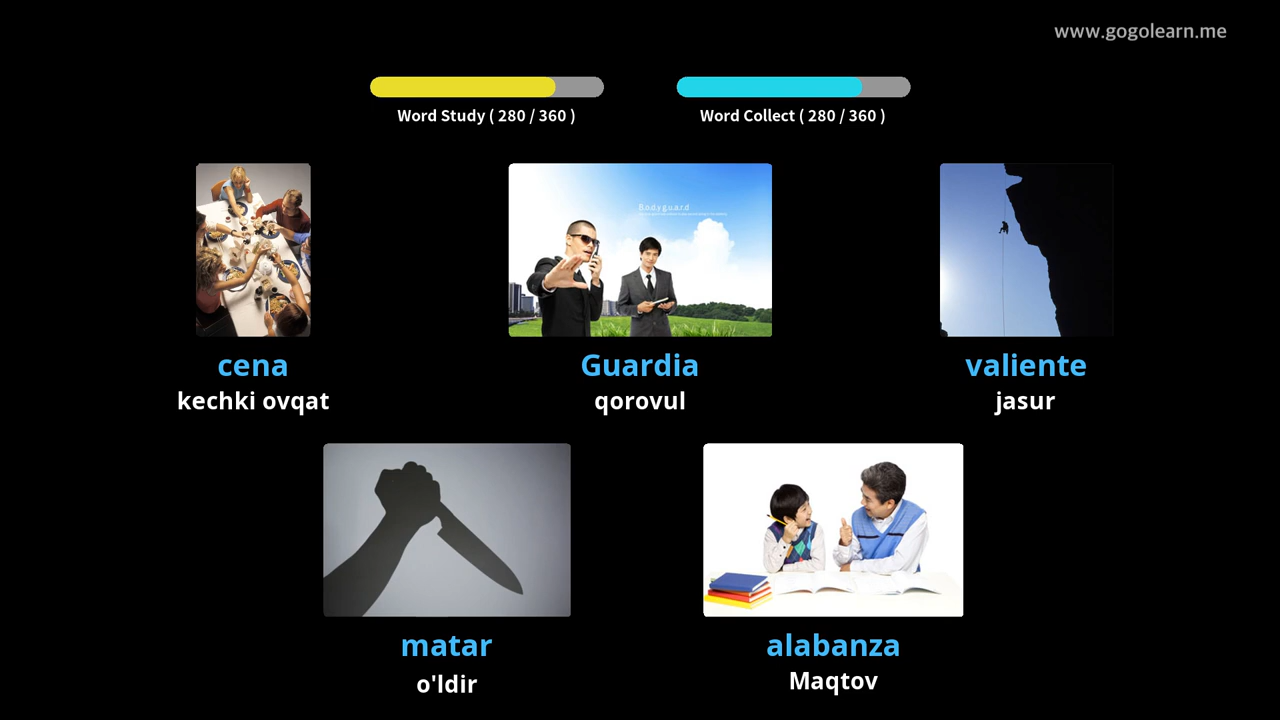 www.gogolearn.me
Word Study ( 280 / 360 )
Word Collect ( 280 / 360 )
Bodyguard
cena
kechki ovqat
Guardia
qorovul
valiente
jasur
matar
o'ldir
alabanza
Maqtov